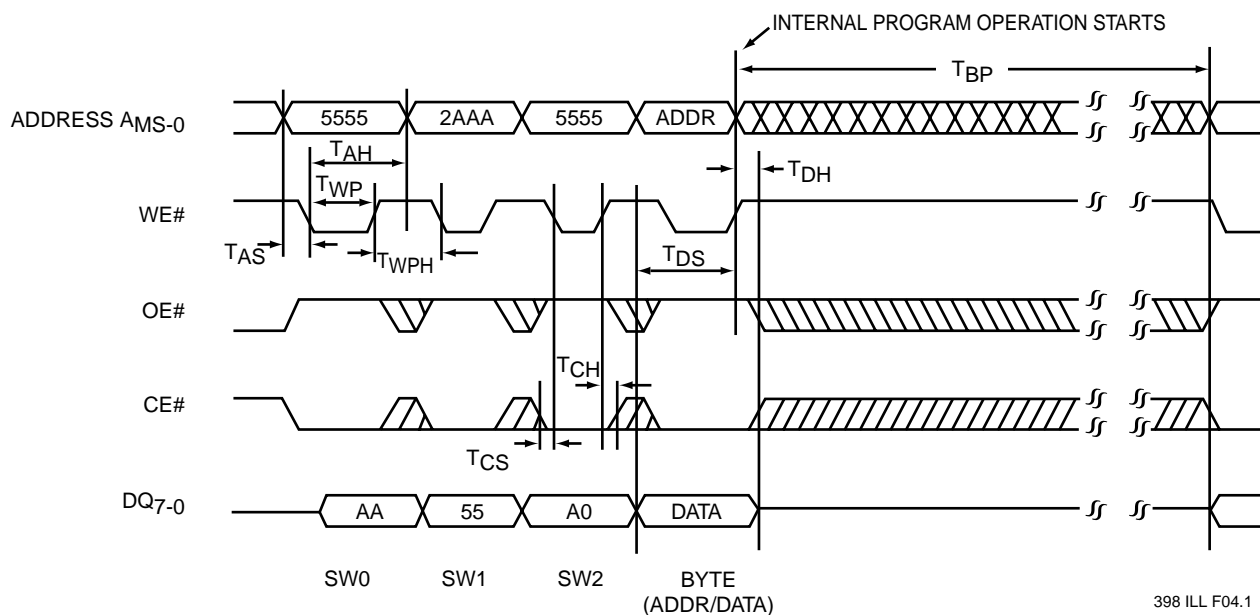 INTERNAL PROGRAM OPERATION STARTS
TBP
ADDRESS AMS-0
5555
2AAA
5555
ADDR
TAH
TDH
TWP
WE#
TAS
TWPH
TDS
OE#
TCH
CE#
TCS
DQ7-0
AA
55
A0
DATA
SW0
SW1
SW2
BYTE
(ADDR/DATA)
398 ILL F04.1